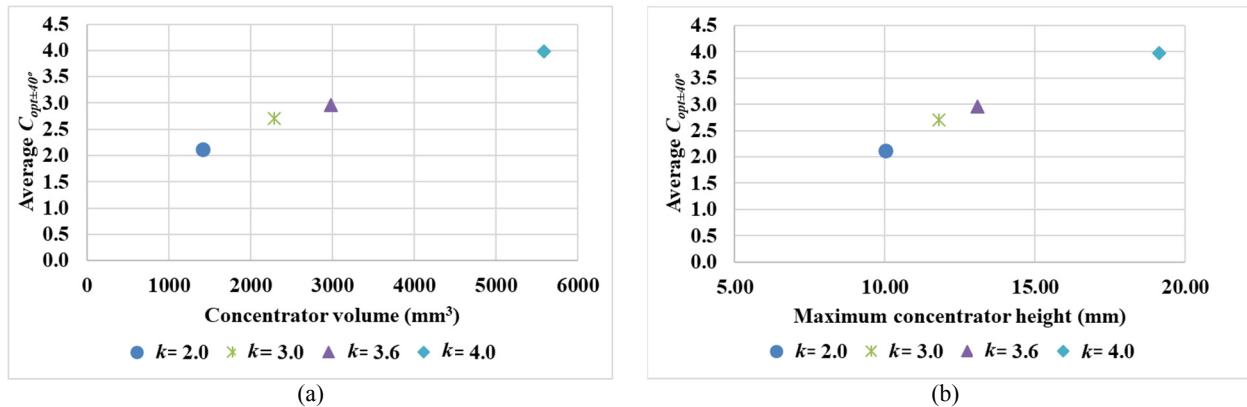 4.5
4.0
3.5
3.0
2.5
2.0
1.5
1.0
0.5
0.0
Average Copt±40°
0 1000 2000 3000 4000 5000 6000
Concentrator volume (mm³)
k= 2.0 k= 3.0 k= 3.6 k= 4.0
(a)
4.5
4.0
3.5
3.0
2.5
2.0
1.5
1.0
0.5
0.0
Average Copt±40°
5.00 10.00 15.00 20.00
Maximum concentrator height (mm)
k= 2.0 k= 3.0 k= 3.6 k= 4.0
(b)